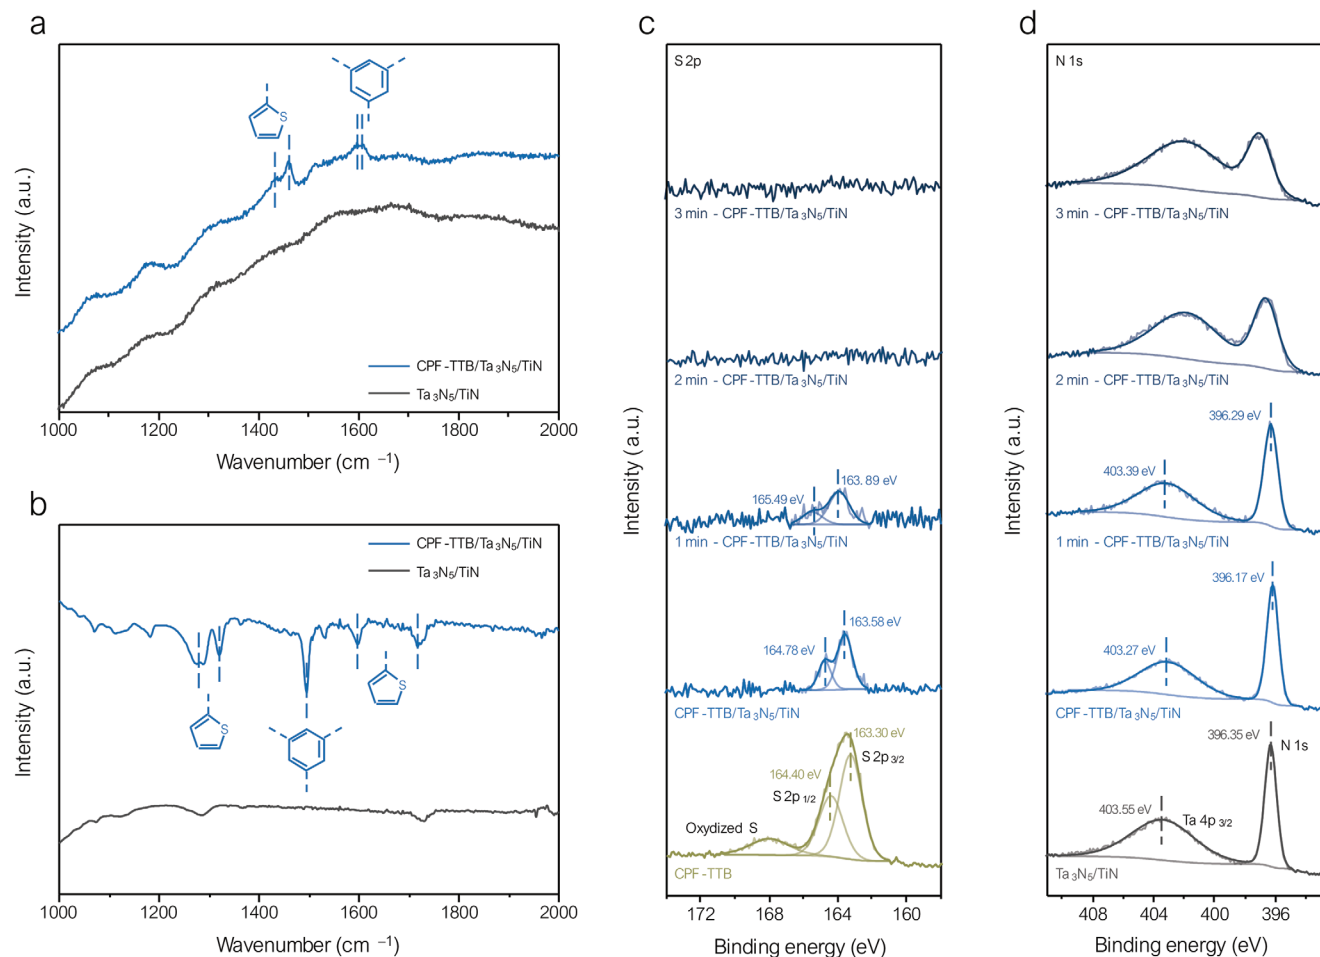 a
S
Intensity (a.u.)
CPF-TTB/Ta3N5/TiN
Ta3N5/TiN
1000 1200 1400 1600 1800 2000
Wavenumber (cm −1)
b
CPF-TTB/Ta3N5/TiN
Ta3N5/TiN
S
S
Intensity (a.u.)
1000 1200 1400 1600 1800 2000
Wavenumber (cm −1)
c
S 2p
3 min - CPF-TTB/Ta3N5/TiN
2 min - CPF-TTB/Ta3N5/TiN
165.49 eV
163.89 eV
1 min - CPF-TTB/Ta3N5/TiN
164.78 eV
163.58 eV
CPF-TTB/Ta3N5/TiN
163.30 eV
S 2p 3/2
164.40 eV
S 2p 1/2
Oxydized S
CPF-TTB
Intensity (a.u.)
172 168 164 160
Binding energy (eV)
d
N 1s
3 min - CPF-TTB/Ta3N5/TiN
2 min - CPF-TTB/Ta3N5/TiN
396.29 eV
403.39 eV
1 min - CPF-TTB/Ta3N5/TiN
396.17 eV
403.27 eV
CPF-TTB/Ta3N5/TiN
396.35 eV
N 1s
403.55 eV
Ta 4p 3/2
Ta3N5/TiN
Intensity (a.u.)
408 404 400 396
Binding energy (eV)